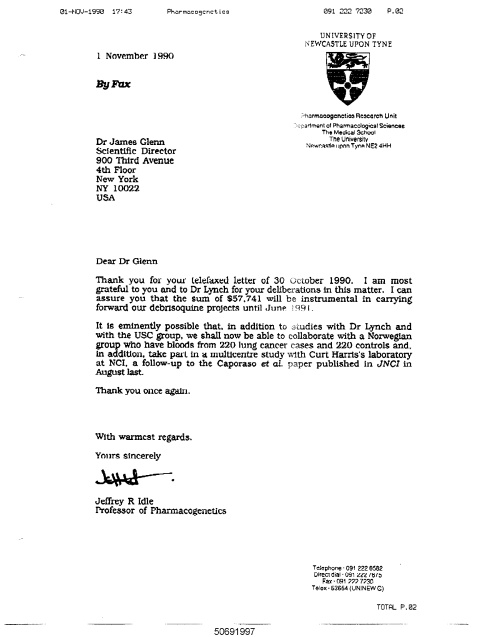 01-NOV-1990 17:43 Pharmacogenetics 091 222 7230 P.02
UNIVERSITY OF
NEWCASTLE UPON TYNE
1 November 1990
By Fax
Pharmacogenetics Research Unit
Department of Pharmacological Sciences
The Medical School
The University
Newcastle upon Tyne NE2 4HH
Dr James Glenn
Scientific Director
900 Third Avenue
4th Floor
New York
NY 10022
USA
Dear Dr Glenn
Thank you for your telefaxed letter of 30 October 1990. I am most
grateful to you and to Dr Lynch for your deliberations in this matter. I can
assure you that the sum of $57,741 will be instrumental in carrying
forward our debrisoquine projects until June 1991.
It is eminently possible that, in addition to studies with Dr Lynch and
with the USC group, we shall now be able to collaborate with a Norwegian
group who have bloods from 220 lung cancer cases and 220 controls and,
in addition, take part in a multicentre study with Curt Harris's laboratory
at NCI, a follow-up to the Caporaso et al. paper published in JNCI in
August last.
Thank you once again.
With warmest regards.
Yours sincerely
Jeffrey R Idle
Professor of Pharmacogenetics
Telephone - 091 222 6582
Direct dial - 091 222 7675
Fax - 091 222 7230
Telex - 53654 (UNINEW G)
TOTAL P.02
50691997